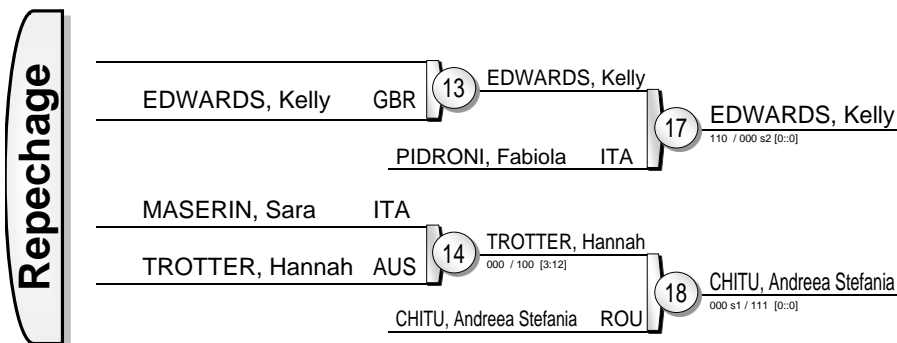 Repechage
EDWARDS, Kelly GBR
13
EDWARDS, Kelly
PIDRONI, Fabiola ITA
17
EDWARDS, Kelly
110 / 000 s2 [0::0]
MASERIN, Sara ITA
TROTTER, Hannah AUS
14
TROTTER, Hannah
000 / 100 [3:12]
CHITU, Andreea Stefania ROU
18
CHITU, Andreea Stefania
000 s1 / 111 [0::0]